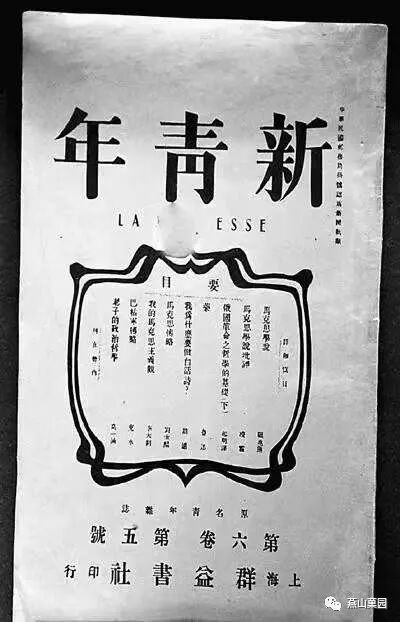 新青年
LA ESSE
要目
馬克思學說 顧兆熊
馬克思學說批評 凌霜
俄國革命之哲學的基礎(下) 起明譯
藥 魯迅
我爲什麼要做白話詩?
馬克思傳略 劉秉麟
我的馬克思主義觀 李大釗
巴枯寧傳略 克水
老子的政治哲學 高一涵
原名青年雜誌
第六卷第五號
上海群益書社印行
燕山菓园